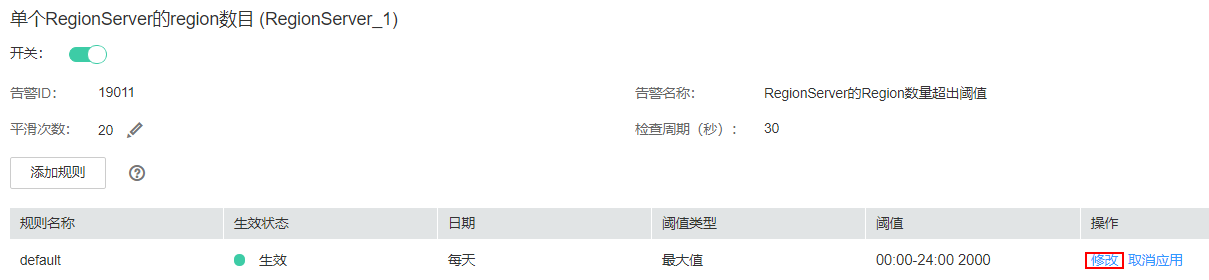 单个RegionServer的region数目 (RegionServer_1)
开关：
告警ID： 19011 告警名称： RegionServer的Region数量超出阈值
平滑次数： 20 检查周期（秒）： 30
添加规则 ?
规则名称 生效状态 日期 阈值类型 阈值 操作
default 生效 每天 最大值 00:00-24:00 2000 修改 取消应用